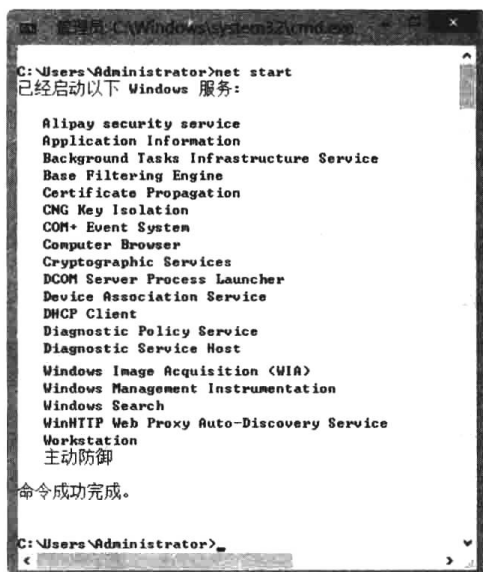 管理员: C:\Windows\system32\cmd.exe
C:\Users\Administrator>net start
已经启动以下 Windows 服务:
Alipay security service
Application Information
Background Tasks Infrastructure Service
Base Filtering Engine
Certificate Propagation
CNG Key Isolation
COM+ Event System
Computer Browser
Cryptographic Services
DCOM Server Process Launcher
Device Association Service
DHCP Client
Diagnostic Policy Service
Diagnostic Service Host
Windows Image Acquisition (WIA)
Windows Management Instrumentation
Windows Search
WinHTTP Web Proxy Auto-Discovery Service
Workstation
主动防御
命令成功完成。
C:\Users\Administrator>_